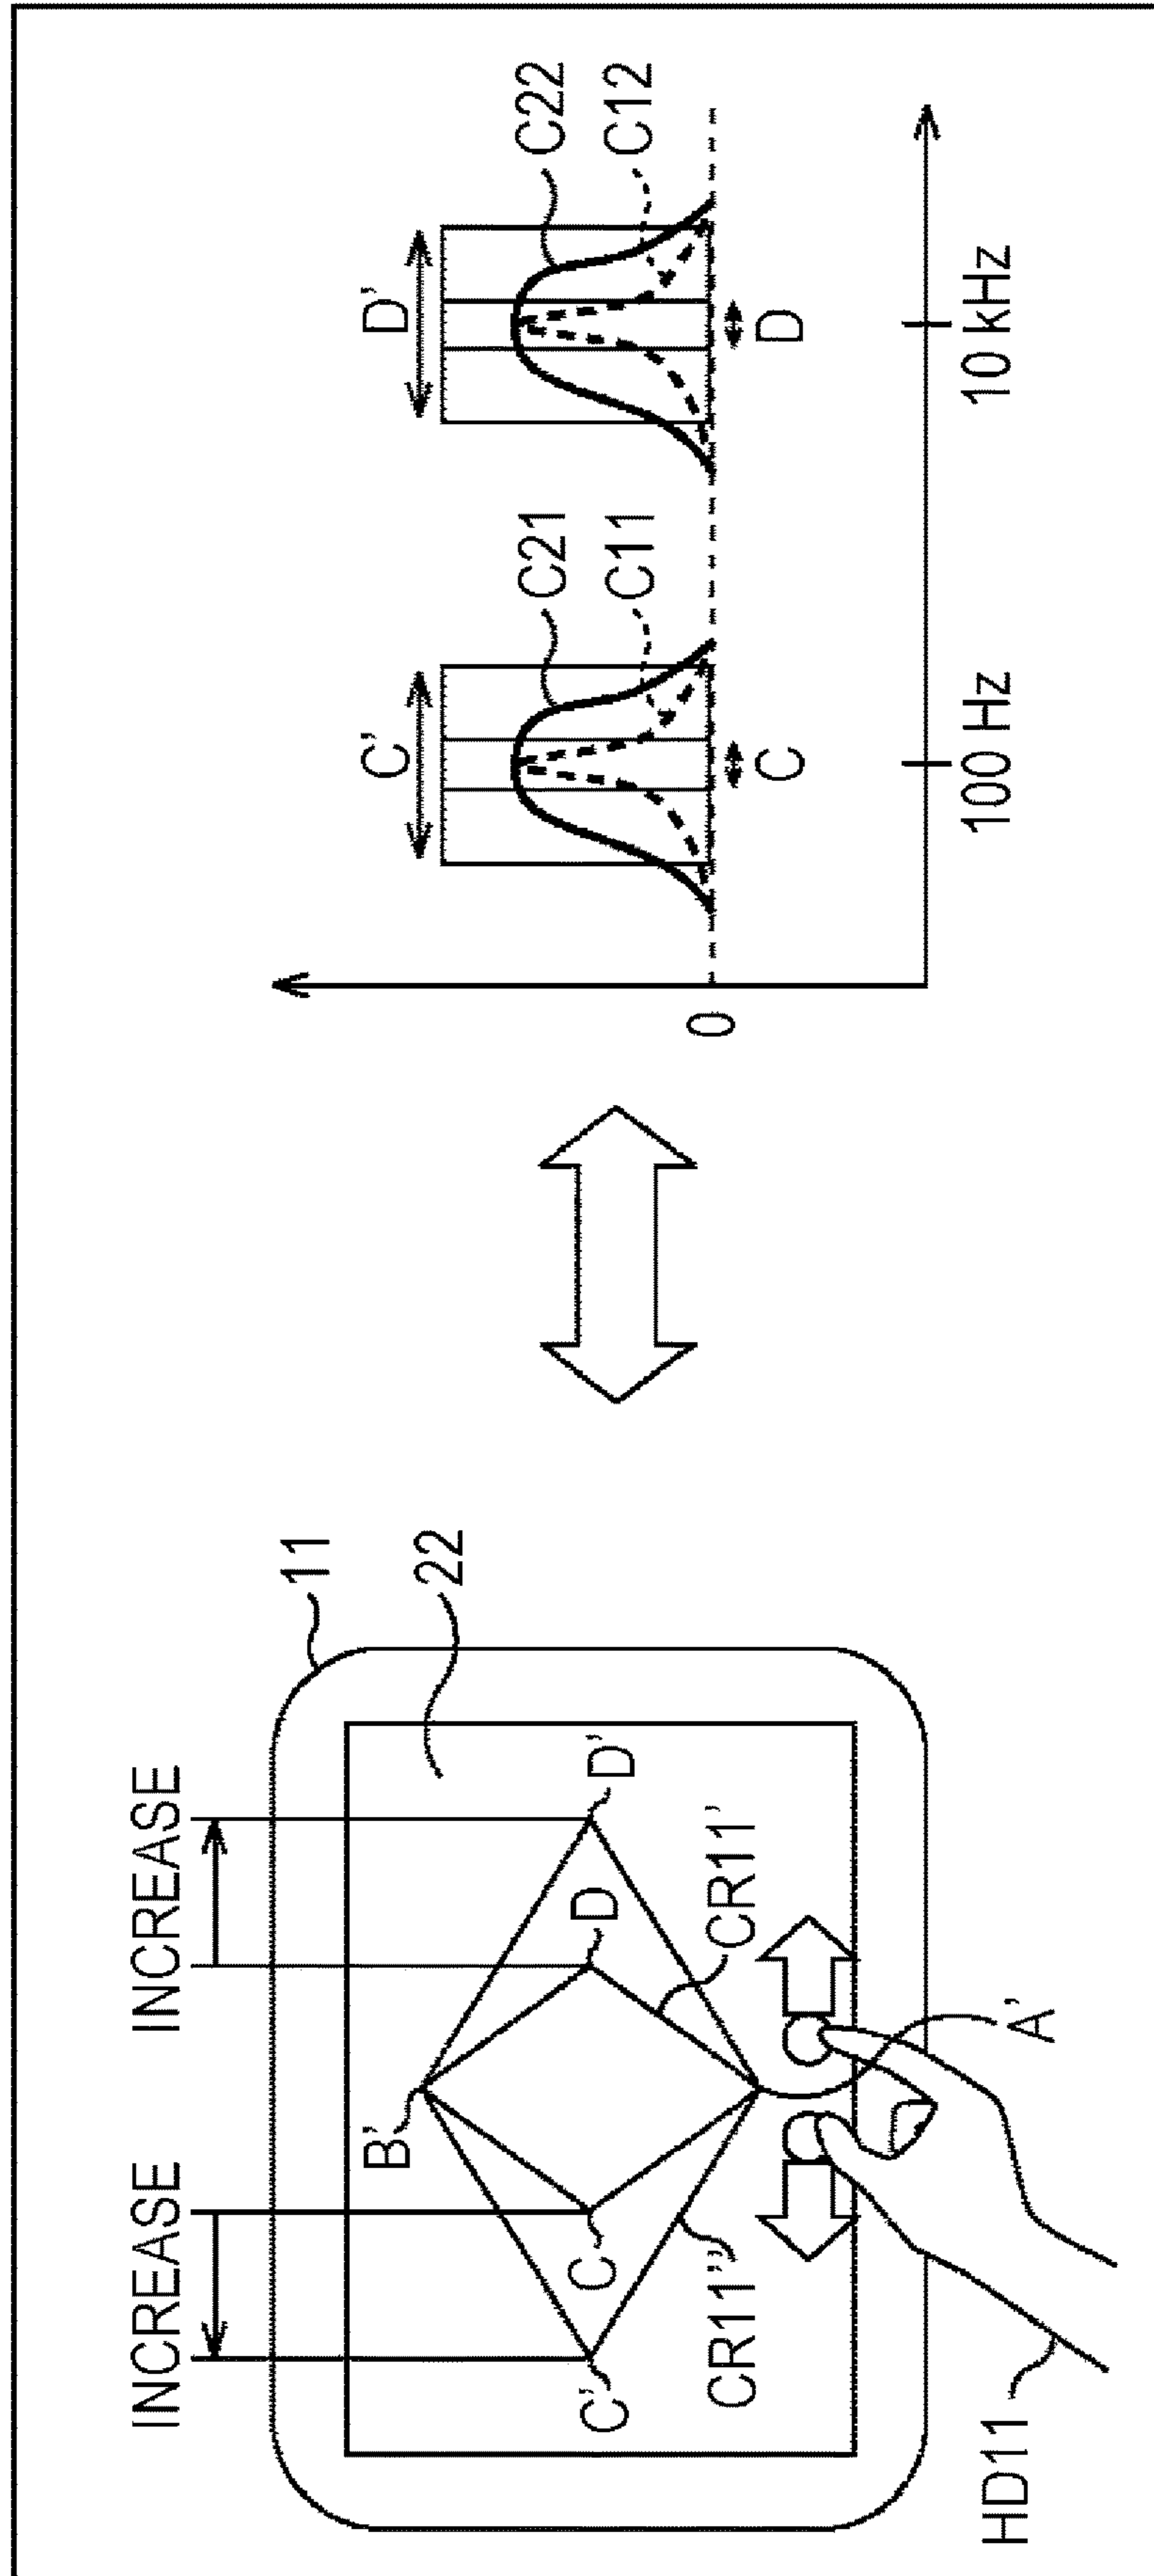 INCREASE INCREASE
11
22
B'
C' C D D'
CR11" CR11'
A'
HD11
C' D'
C21 C22
C11 C12
0
C D
100 Hz 10 kHz